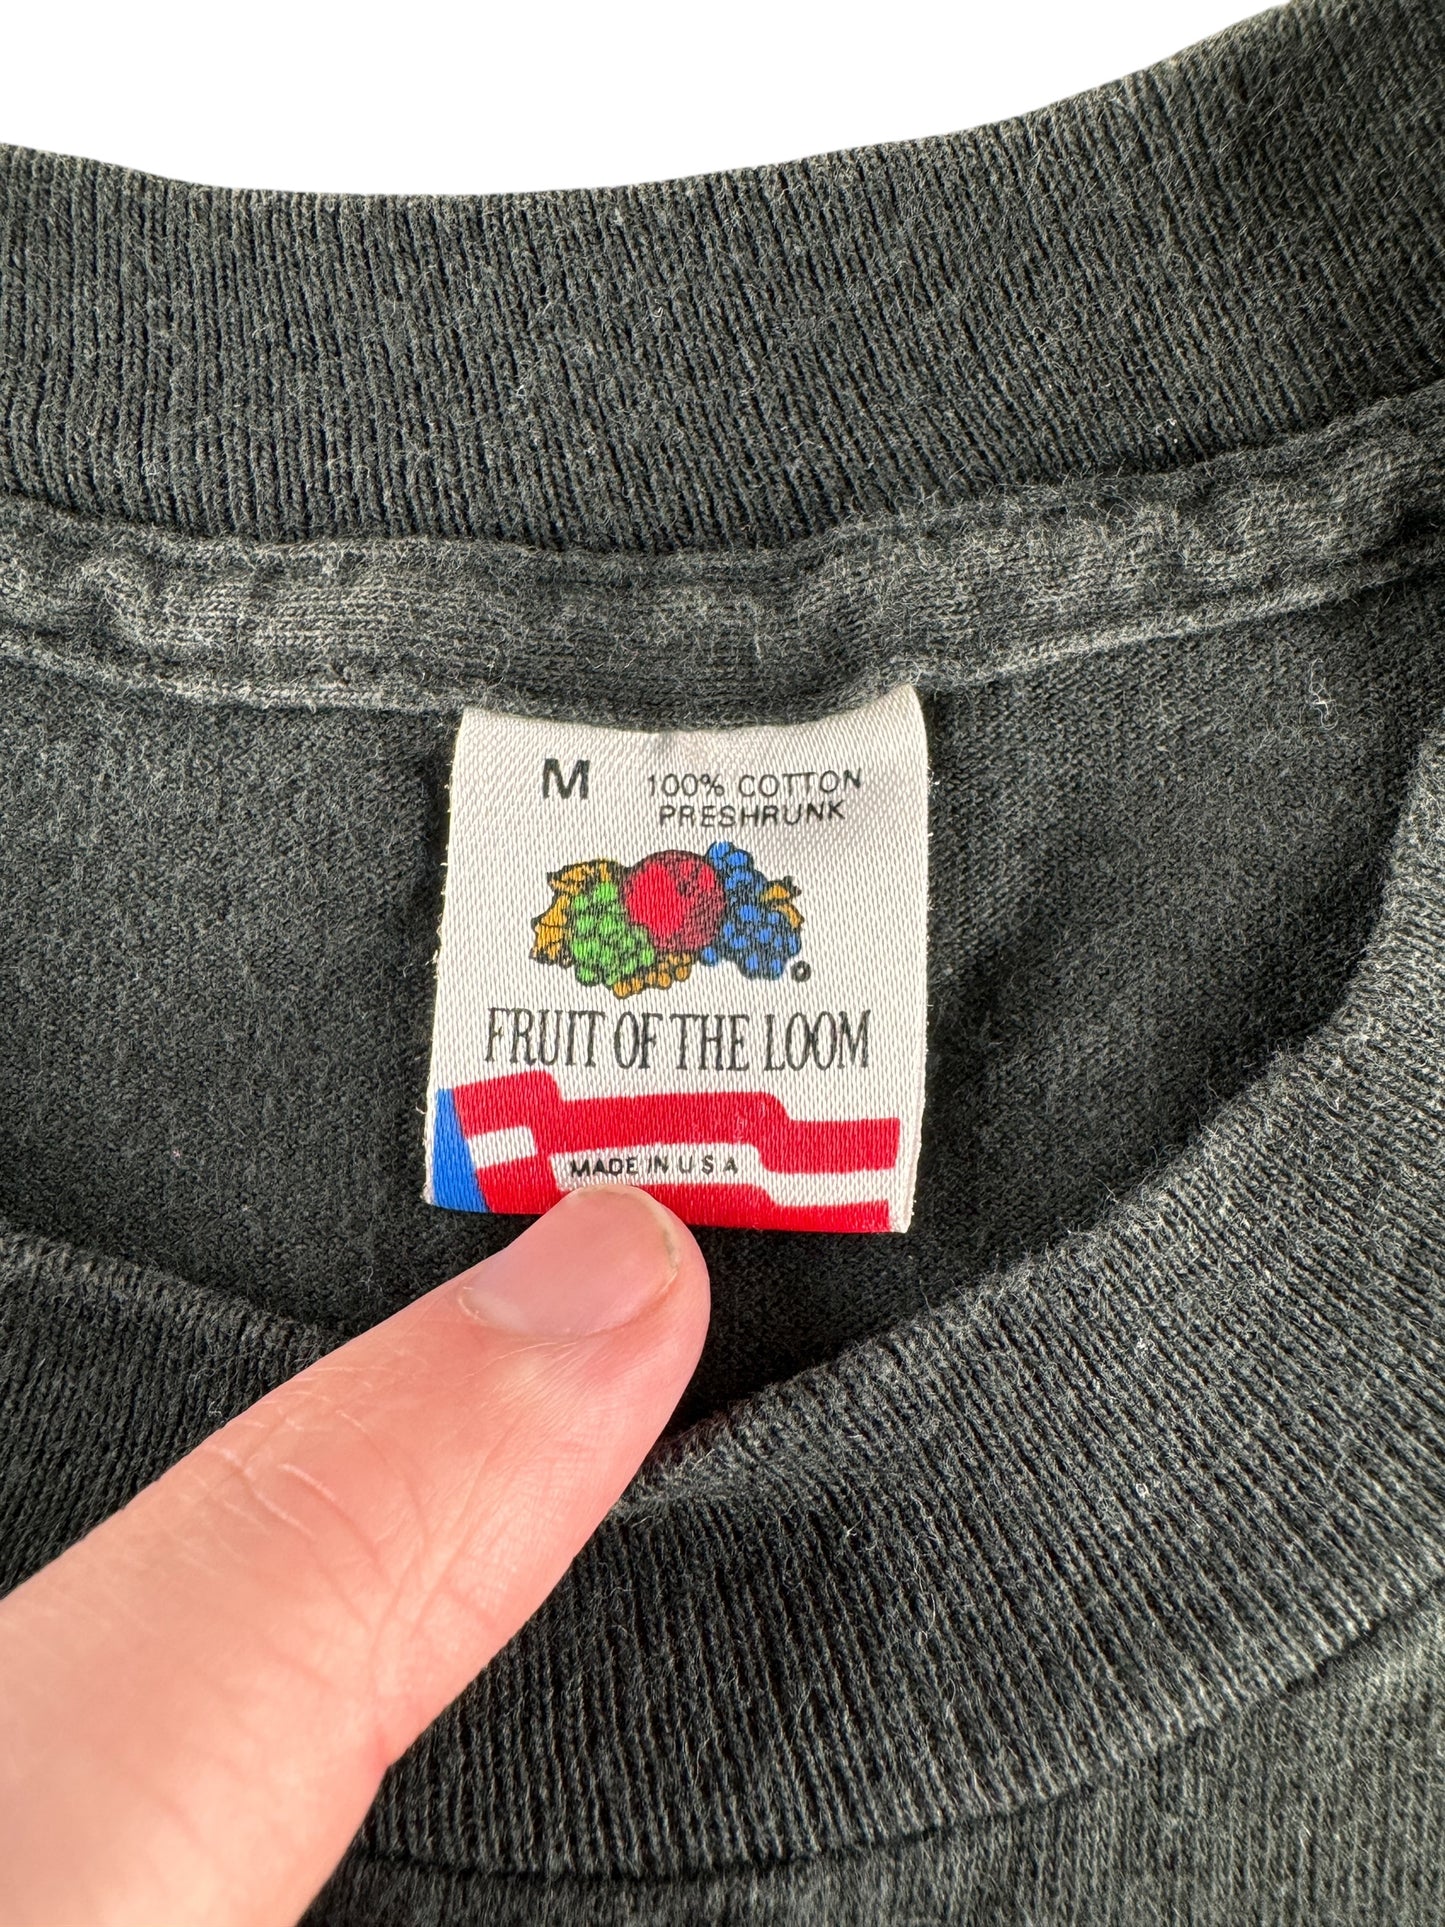 M 100% COTTON
PRESHRUNK
®
FRUIT OF THE LOOM
MADE IN U S A